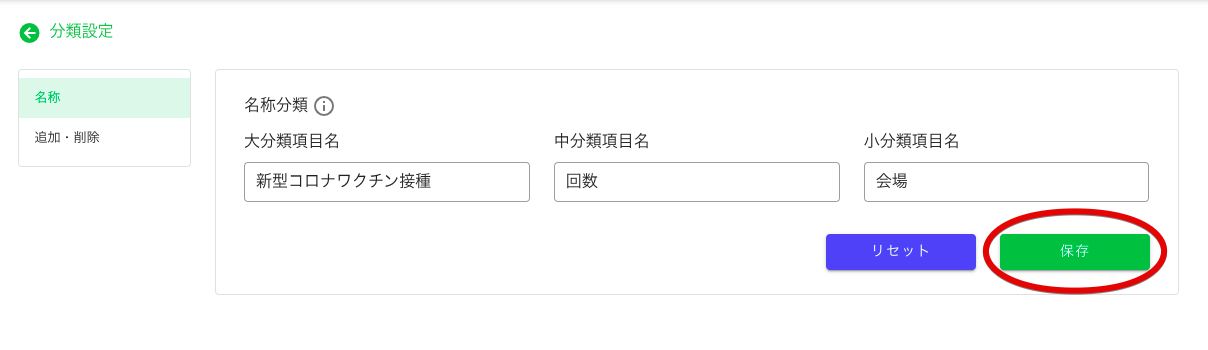 分類設定
名称
追加・削除
名称分類
大分類項目名 中分類項目名 小分類項目名
新型コロナワクチン接種 回数 会場
リセット 保存